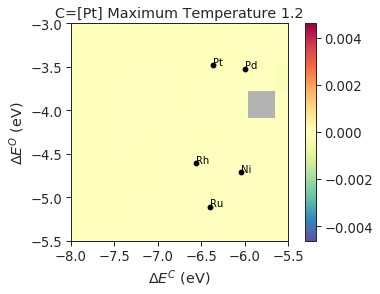 C=[Pt] Maximum Temperature 1.2
−3.0
−3.5
−4.0
−4.5
−5.0
−5.5
ΔE^O (eV)
Pt
Pd
Rh
Ni
Ru
−8.0 −7.5 −7.0 −6.5 −6.0 −5.5
ΔE^C (eV)
0.004
0.002
0.000
−0.002
−0.004